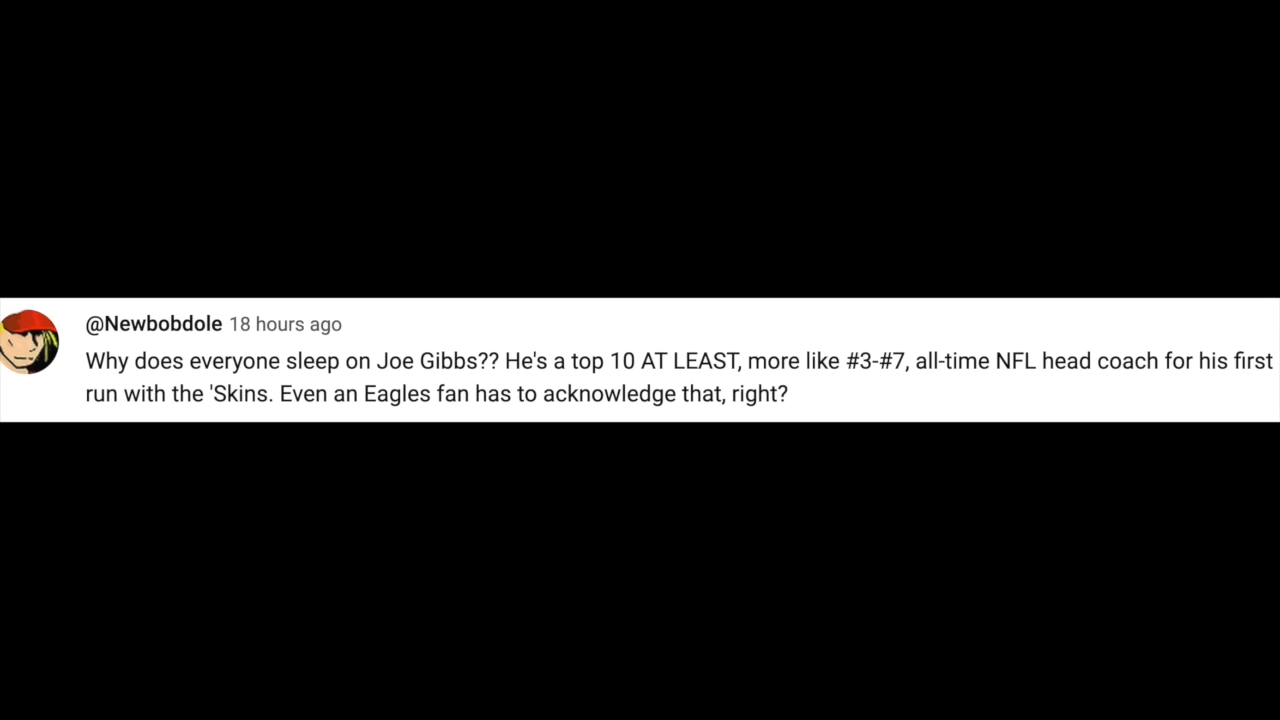 @Newbobdole 18 hours ago
Why does everyone sleep on Joe Gibbs?? He's a top 10 AT LEAST, more like #3-#7, all-time NFL head coach for his first
run with the 'Skins. Even an Eagles fan has to acknowledge that, right?